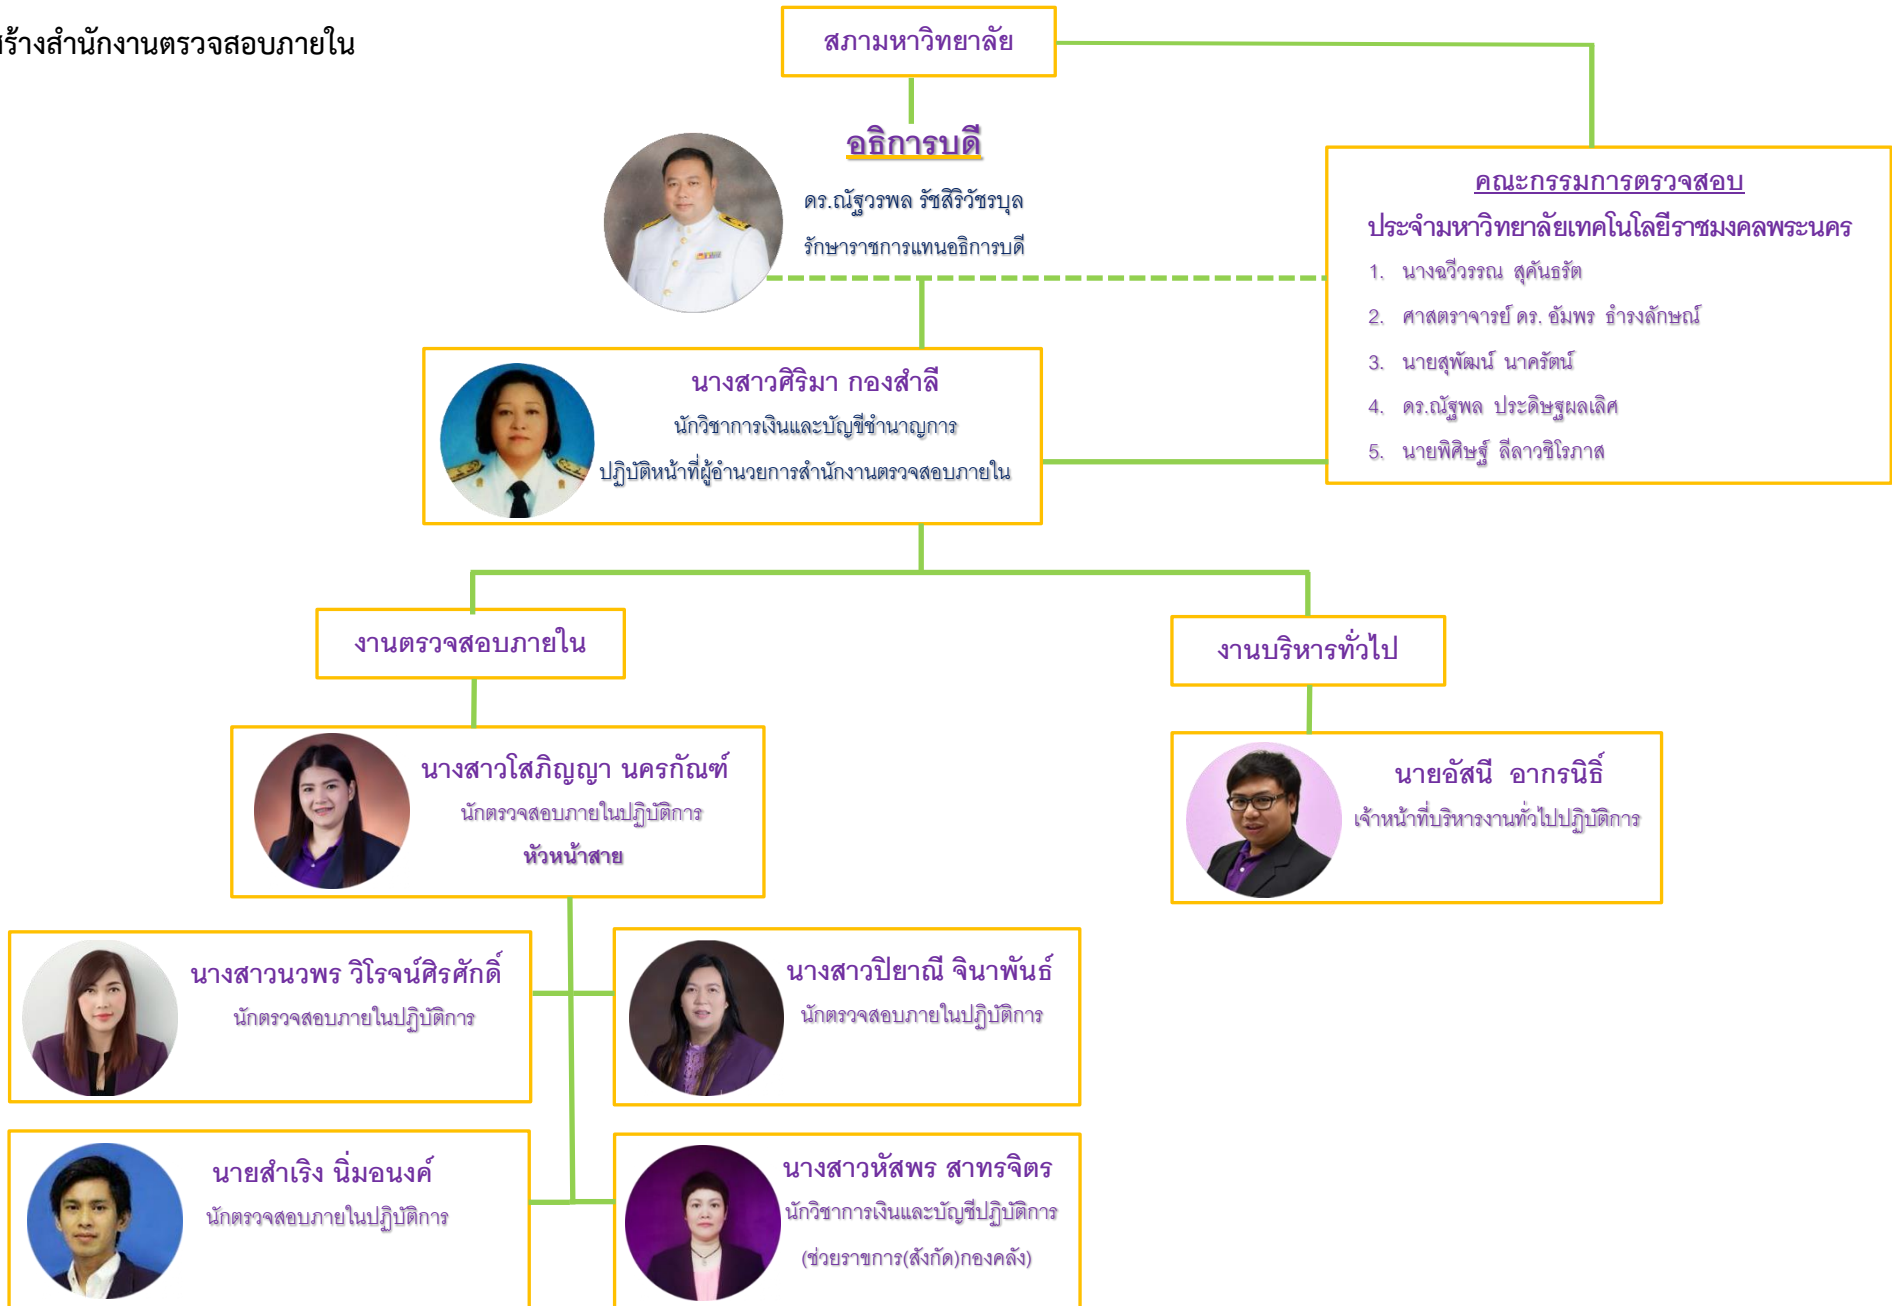 สร้างสำนักงานตรวจสอบภายใน
สภามหาวิทยาลัย
อธิการบดี
ดร.ณัฐวรพล รัชสิริวัชรบุล
รักษาราชการแทนอธิการบดี
คณะกรรมการตรวจสอบ
ประจำมหาวิทยาลัยเทคโนโลยีราชมงคลพระนคร
1. นางฉวีวรรณ สุคันธรัต
2. ศาสตราจารย์ ดร. อัมพร ธำรงลักษณ์
3. นายสุพัฒน์ นาครัตน์
4. ดร.ณัฐพล ประดิษฐผลเลิศ
5. นายพิศิษฐ์ ลีลาวชิโรภาส
นางสาวศิริมา กองสำลี
นักวิชาการเงินและบัญชีชำนาญการ
ปฏิบัติหน้าที่ผู้อำนวยการสำนักงานตรวจสอบภายใน
งานตรวจสอบภายใน
งานบริหารทั่วไป
นางสาวโสภิญญา นครกัณฑ์
นักตรวจสอบภายในปฏิบัติการ
หัวหน้าสาย
นายอัสนี อากรนิธิ์
เจ้าหน้าที่บริหารงานทั่วไปปฏิบัติการ
นางสาวนวพร วิโรจน์ศิรศักดิ์
นักตรวจสอบภายในปฏิบัติการ
นางสาวปิยาณี จินาพันธ์
นักตรวจสอบภายในปฏิบัติการ
นายสำเริง นิ่มอนงค์
นักตรวจสอบภายในปฏิบัติการ
นางสาวหัสพร สาทรจิตร
นักวิชาการเงินและบัญชีปฏิบัติการ
(ช่วยราชการ(สังกัด)กองคลัง)